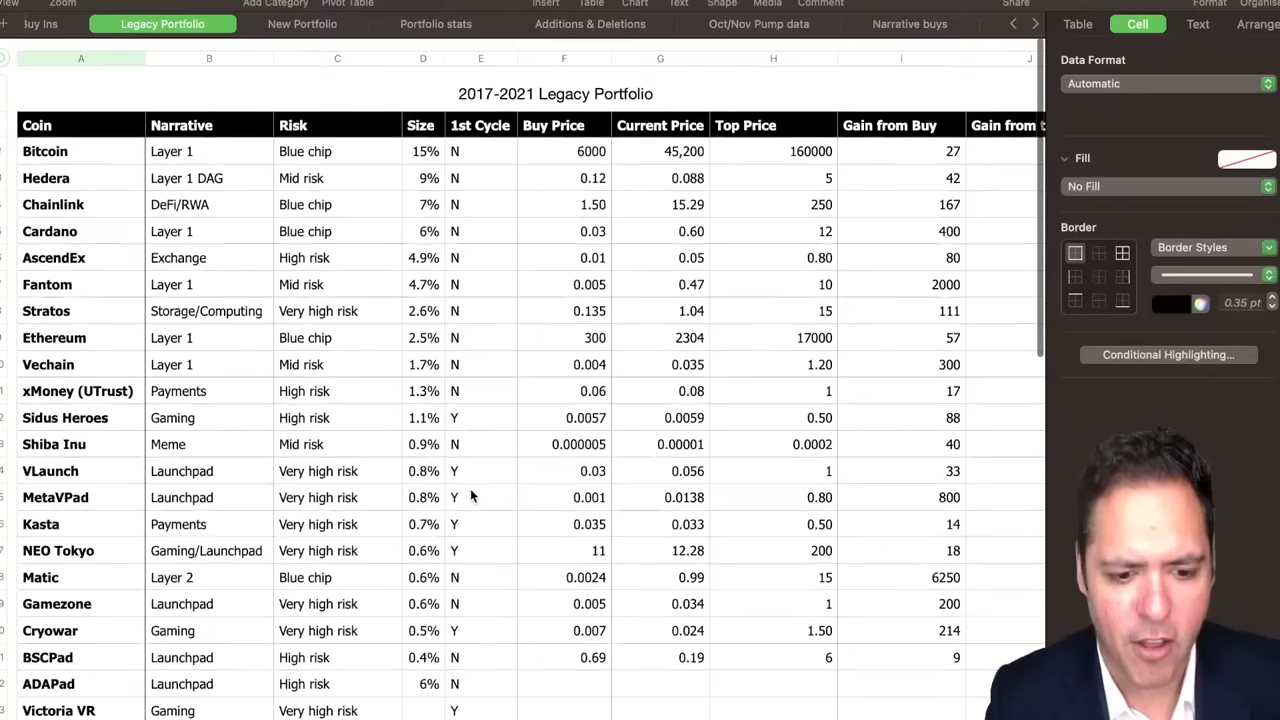 View Zoom Add Category Pivot Table Insert Table Chart Text Shape Media Comment Share Format Organise
+ Buy Ins Legacy Portfolio New Portfolio Portfolio stats Additions & Deletions Oct/Nov Pump data Narrative buys Table Cell Text Arrange
A B C D E F G H I J
2017-2021 Legacy Portfolio
Coin Narrative Risk Size 1st Cycle Buy Price Current Price Top Price Gain from Buy Gain from
Bitcoin Layer 1 Blue chip 15% N 6000 45,200 160000 27
Hedera Layer 1 DAG Mid risk 9% N 0.12 0.088 5 42
Chainlink DeFi/RWA Blue chip 7% N 1.50 15.29 250 167
Cardano Layer 1 Blue chip 6% N 0.03 0.60 12 400
AscendEx Exchange High risk 4.9% N 0.01 0.05 0.80 80
Fantom Layer 1 Mid risk 4.7% N 0.005 0.47 10 2000
Stratos Storage/Computing Very high risk 2.6% N 0.135 1.04 15 111
Ethereum Layer 1 Blue chip 2.5% N 300 2304 17000 57
Vechain Layer 1 Mid risk 1.7% N 0.004 0.035 1.20 300
xMoney (UTrust) Payments High risk 1.3% N 0.06 0.08 1 17
Sidus Heroes Gaming High risk 1.1% Y 0.0057 0.0059 0.50 88
Shiba Inu Meme Mid risk 0.9% N 0.000005 0.00001 0.0002 40
VLaunch Launchpad Very high risk 0.8% Y 0.03 0.056 1 33
MetaVPad Launchpad Very high risk 0.8% Y 0.001 0.0138 0.80 800
Kasta Payments Very high risk 0.7% Y 0.035 0.033 0.50 14
NEO Tokyo Gaming/Launchpad Very high risk 0.6% Y 11 12.28 200 18
Matic Layer 2 Blue chip 0.6% N 0.0024 0.99 15 6250
Gamezone Launchpad Very high risk 0.6% N 0.005 0.034 1 200
Cryowar Gaming Very high risk 0.5% Y 0.007 0.024 1.50 214
BSCPad Launchpad High risk 0.4% N 0.69 0.19 6 9
ADAPad Launchpad High risk 6% N
Victoria VR Gaming Very high risk Y
Data Format
Automatic
Fill
No Fill
Border
Border Styles
0.35 pt
Conditional Highlighting...